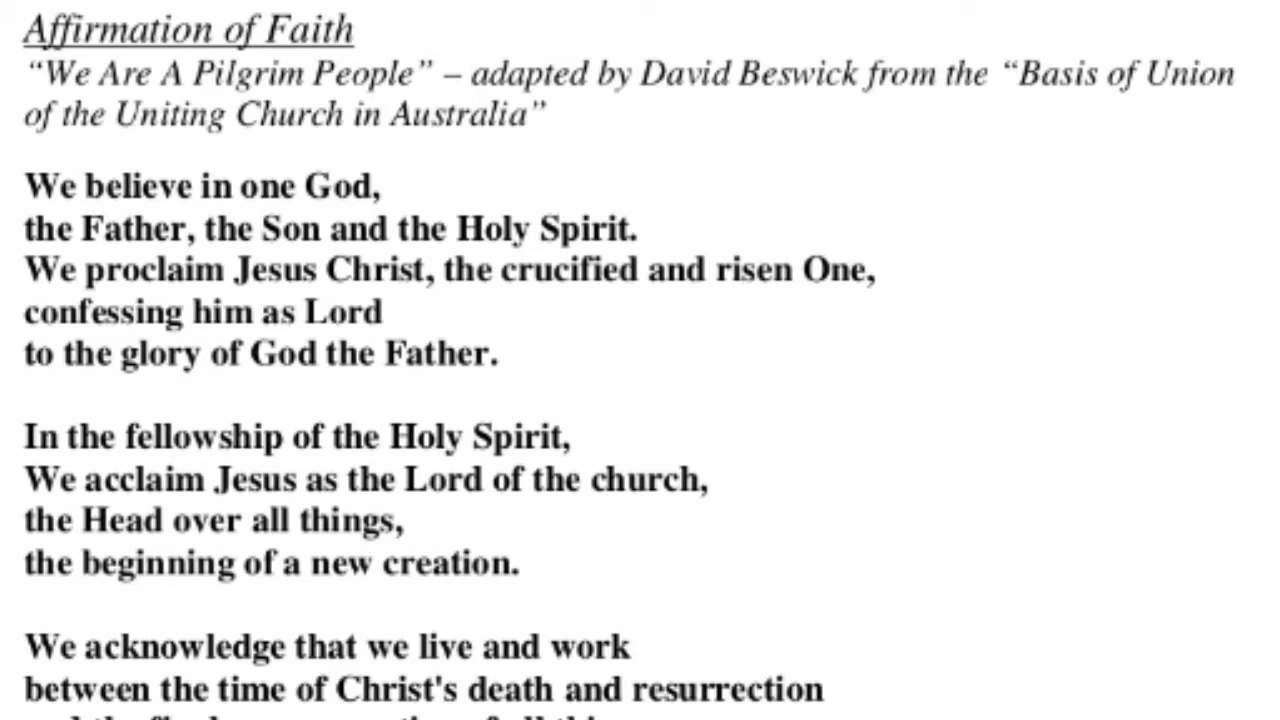 Affirmation of Faith
“We Are A Pilgrim People” – adapted by David Beswick from the “Basis of Union
of the Uniting Church in Australia”
We believe in one God,
the Father, the Son and the Holy Spirit.
We proclaim Jesus Christ, the crucified and risen One,
confessing him as Lord
to the glory of God the Father.
In the fellowship of the Holy Spirit,
We acclaim Jesus as the Lord of the church,
the Head over all things,
the beginning of a new creation.
We acknowledge that we live and work
between the time of Christ's death and resurrection